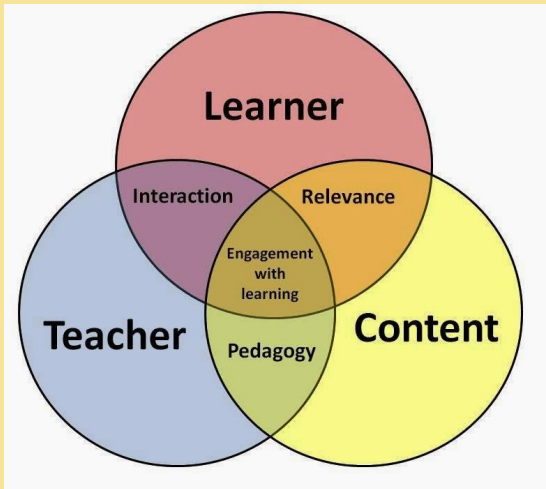 Learner
Interaction
Relevance
Engagement
with
learning
Teacher
Content
Pedagogy